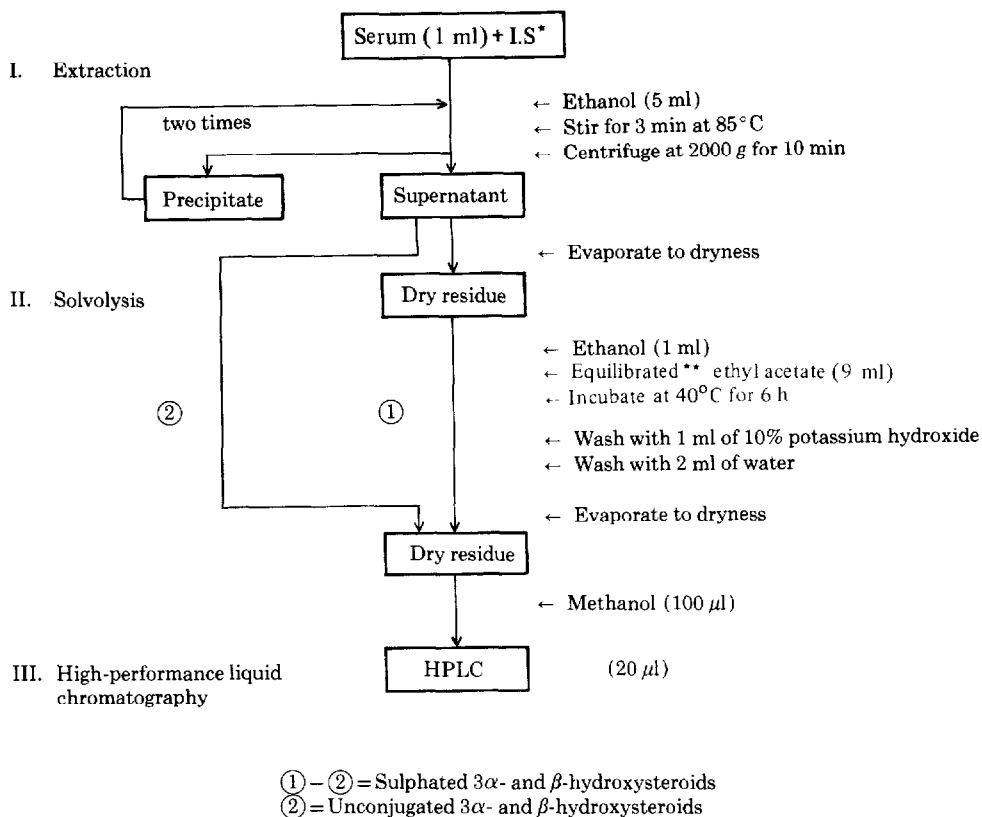 Serum (1 ml) + I.S*
I. Extraction
← Ethanol (5 ml)
two times
← Stir for 3 min at 85°C
← Centrifuge at 2000 g for 10 min
Precipitate
Supernatant
← Evaporate to dryness
II. Solvolysis
Dry residue
← Ethanol (1 ml)
← Equilibrated ** ethyl acetate (9 ml)
← Incubate at 40°C for 6 h
② ①
← Wash with 1 ml of 10% potassium hydroxide
← Wash with 2 ml of water
← Evaporate to dryness
Dry residue
← Methanol (100 μl)
III. High-performance liquid
chromatography
HPLC
(20 μl)
① – ② = Sulphated 3α- and β-hydroxysteroids
② = Unconjugated 3α- and β-hydroxysteroids